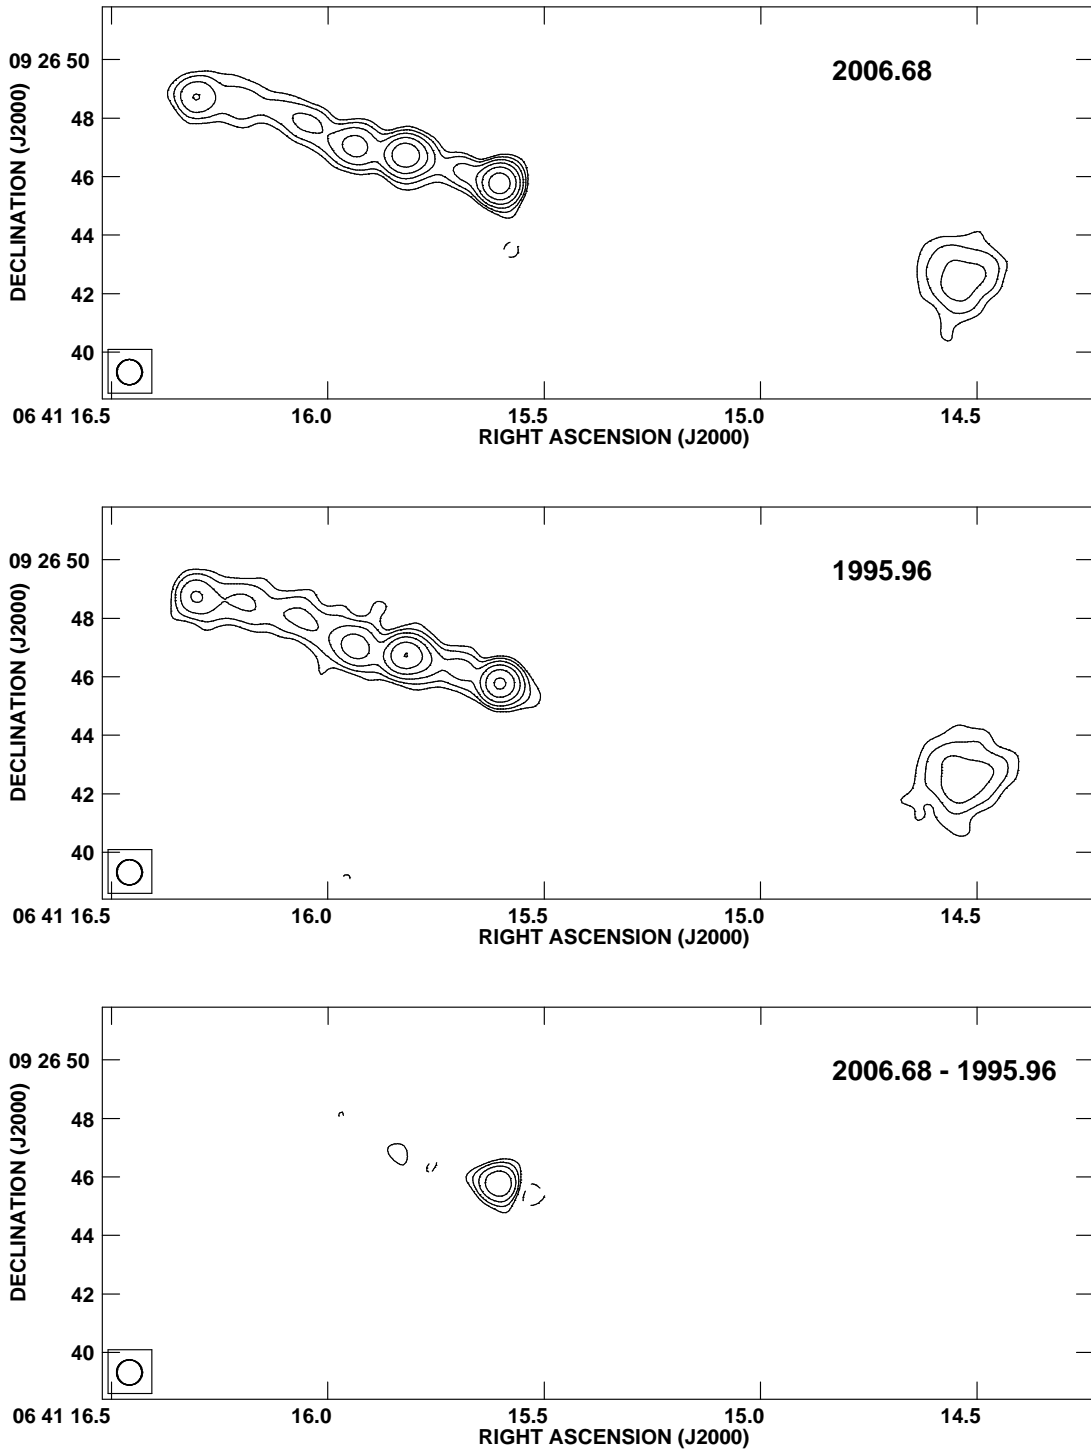 2006.68
DECLINATION (J2000)
09 26 50
48
46
44
42
40
06 41 16.5
16.0
15.5
15.0
14.5
RIGHT ASCENSION (J2000)
1995.96
DECLINATION (J2000)
09 26 50
48
46
44
42
40
06 41 16.5
16.0
15.5
15.0
14.5
RIGHT ASCENSION (J2000)
2006.68 - 1995.96
DECLINATION (J2000)
09 26 50
48
46
44
42
40
06 41 16.5
16.0
15.5
15.0
14.5
RIGHT ASCENSION (J2000)